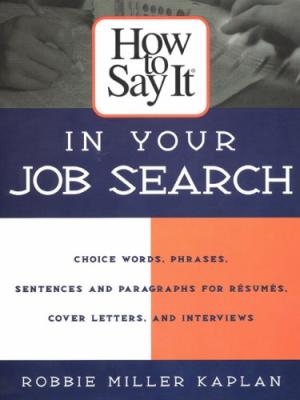 How
to
Say It®
IN YOUR
JOB SEARCH
CHOICE WORDS, PHRASES,
SENTENCES AND PARAGRAPHS FOR RÉSUMÉS,
COVER LETTERS, AND INTERVIEWS
ROBBIE MILLER KAPLAN